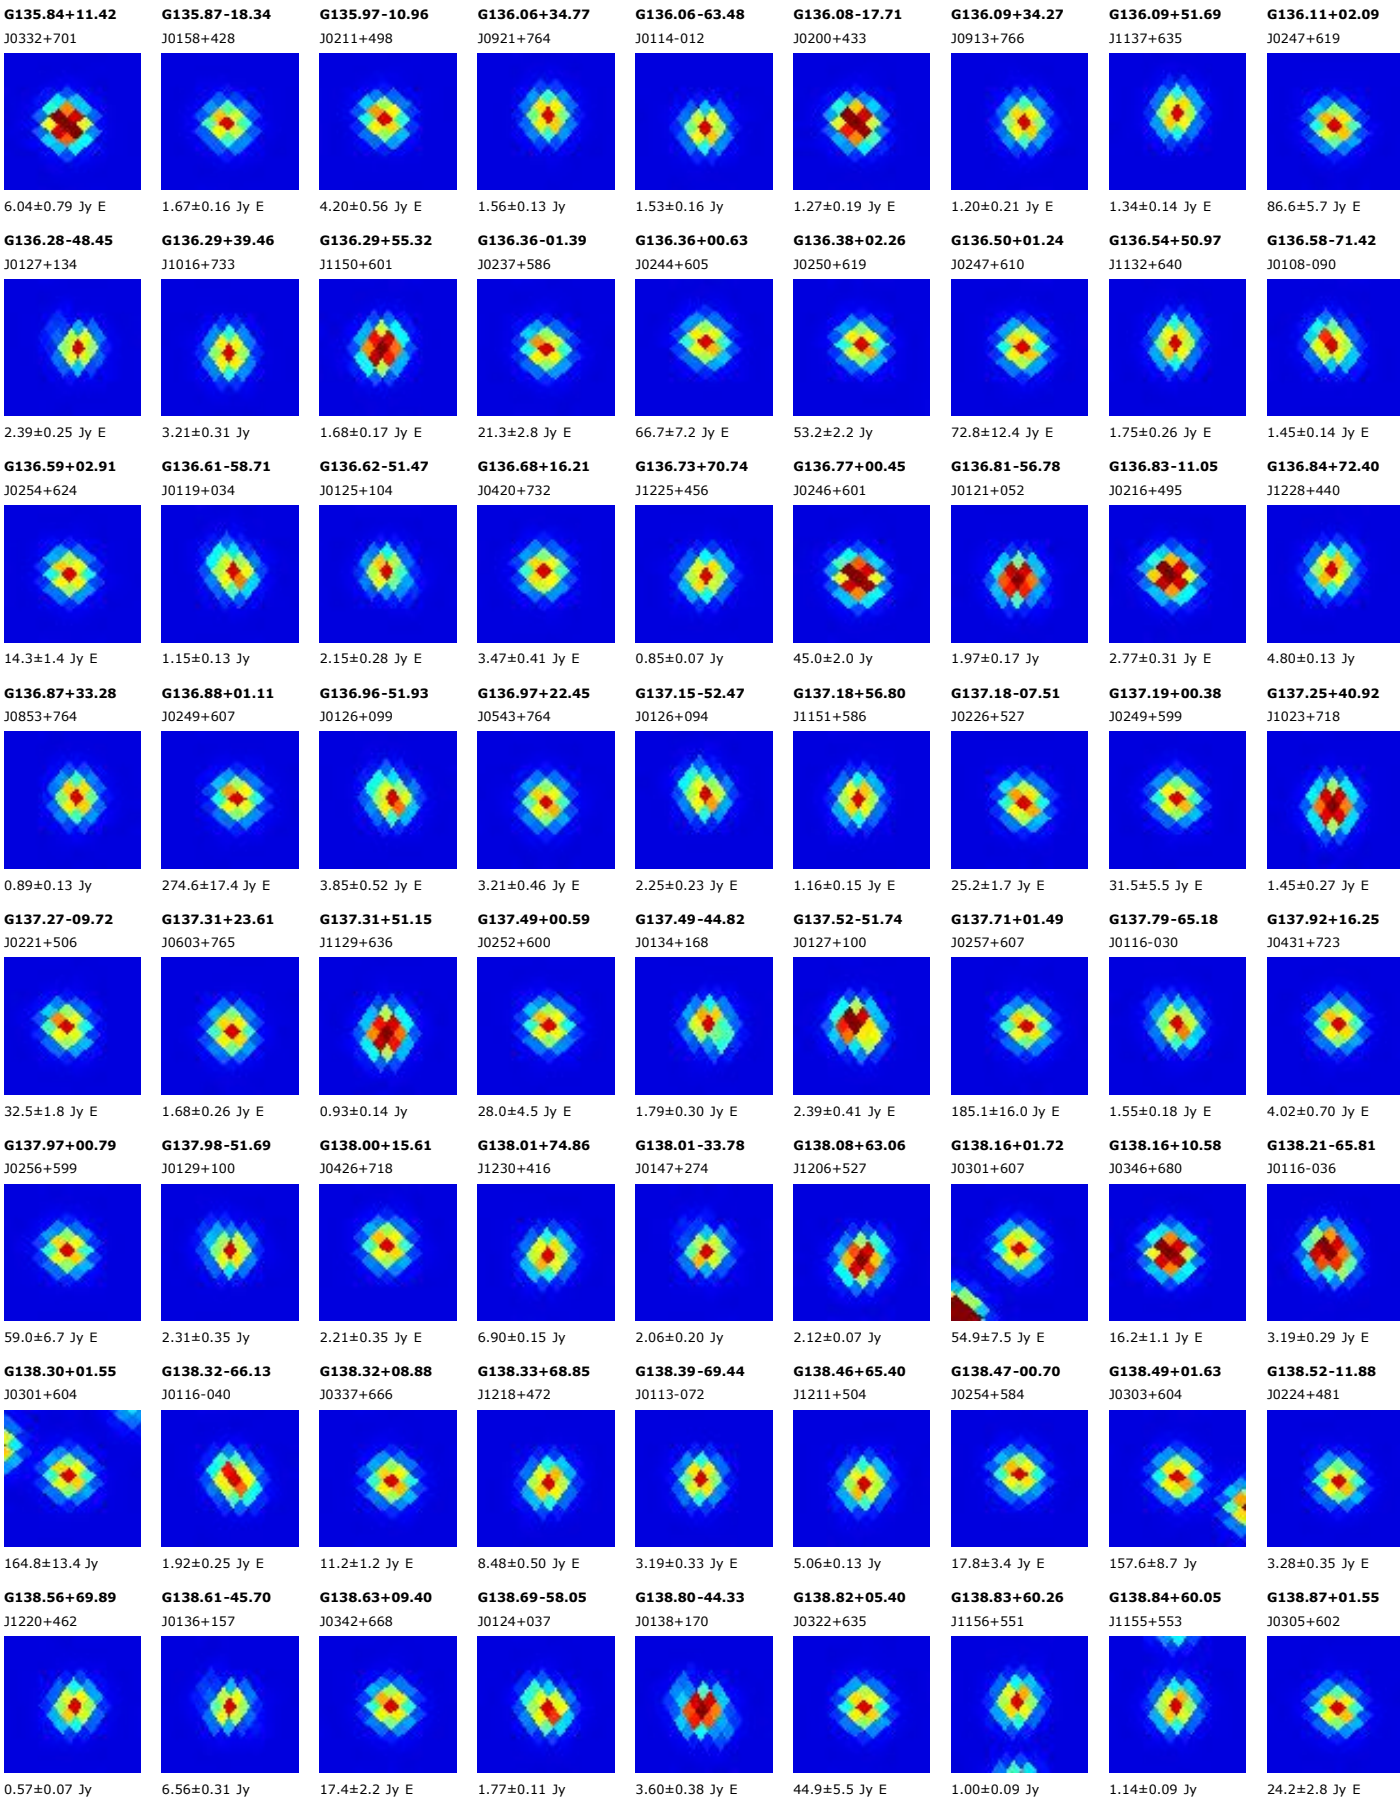 G135.84+11.42 G135.87-18.34 G135.97-10.96 G136.06+34.77 G136.06-63.48 G136.08-17.71 G136.09+34.27 G136.09+51.69 G136.11+02.09
J0332+701 J0158+428 J0211+498 J0921+764 J0114-012 J0200+433 J0913+766 J1137+635 J0247+619
6.04±0.79 Jy E 1.67±0.16 Jy E 4.20±0.56 Jy E 1.56±0.13 Jy 1.53±0.16 Jy 1.27±0.19 Jy E 1.20±0.21 Jy E 1.34±0.14 Jy E 86.6±5.7 Jy E
G136.28-48.45 G136.29+39.46 G136.29+55.32 G136.36-01.39 G136.36+00.63 G136.38+02.26 G136.50+01.24 G136.54+50.97 G136.58-71.42
J0127+134 J1016+733 J1150+601 J0237+586 J0244+605 J0250+619 J0247+610 J1132+640 J0108-090
2.39±0.25 Jy E 3.21±0.31 Jy 1.68±0.17 Jy E 21.3±2.8 Jy E 66.7±7.2 Jy E 53.2±2.2 Jy 72.8±12.4 Jy E 1.75±0.26 Jy E 1.45±0.14 Jy E
G136.59+02.91 G136.61-58.71 G136.62-51.47 G136.68+16.21 G136.73+70.74 G136.77+00.45 G136.81-56.78 G136.83-11.05 G136.84+72.40
J0254+624 J0119+034 J0125+104 J0420+732 J1225+456 J0246+601 J0121+052 J0216+495 J1228+440
14.3±1.4 Jy E 1.15±0.13 Jy 2.15±0.28 Jy E 3.47±0.41 Jy E 0.85±0.07 Jy 45.0±2.0 Jy 1.97±0.17 Jy 2.77±0.31 Jy E 4.80±0.13 Jy
G136.87+33.28 G136.88+01.11 G136.96-51.93 G136.97+22.45 G137.15-52.47 G137.18+56.80 G137.18-07.51 G137.19+00.38 G137.25+40.92
J0853+764 J0249+607 J0126+099 J0543+764 J0126+094 J1151+586 J0226+527 J0249+599 J1023+718
0.89±0.13 Jy 274.6±17.4 Jy E 3.85±0.52 Jy E 3.21±0.46 Jy E 2.25±0.23 Jy E 1.16±0.15 Jy E 25.2±1.7 Jy E 31.5±5.5 Jy E 1.45±0.27 Jy E
G137.27-09.72 G137.31+23.61 G137.31+51.15 G137.49+00.59 G137.49-44.82 G137.52-51.74 G137.71+01.49 G137.79-65.18 G137.92+16.25
J0221+506 J0603+765 J1129+636 J0252+600 J0134+168 J0127+100 J0257+607 J0116-030 J0431+723
32.5±1.8 Jy E 1.68±0.26 Jy E 0.93±0.14 Jy 28.0±4.5 Jy E 1.79±0.30 Jy E 2.39±0.41 Jy E 185.1±16.0 Jy E 1.55±0.18 Jy E 4.02±0.70 Jy E
G137.97+00.79 G137.98-51.69 G138.00+15.61 G138.01+74.86 G138.01-33.78 G138.08+63.06 G138.16+01.72 G138.16+10.58 G138.21-65.81
J0256+599 J0129+100 J0426+718 J1230+416 J0147+274 J1206+527 J0301+607 J0346+680 J0116-036
59.0±6.7 Jy E 2.31±0.35 Jy 2.21±0.35 Jy E 6.90±0.15 Jy 2.06±0.20 Jy 2.12±0.07 Jy 54.9±7.5 Jy E 16.2±1.1 Jy E 3.19±0.29 Jy E
G138.30+01.55 G138.32-66.13 G138.32+08.88 G138.33+68.85 G138.39-69.44 G138.46+65.40 G138.47-00.70 G138.49+01.63 G138.52-11.88
J0301+604 J0116-040 J0337+666 J1218+472 J0113-072 J1211+504 J0254+584 J0303+604 J0224+481
164.8±13.4 Jy 1.92±0.25 Jy E 11.2±1.2 Jy E 8.48±0.50 Jy E 3.19±0.33 Jy E 5.06±0.13 Jy 17.8±3.4 Jy E 157.6±8.7 Jy 3.28±0.35 Jy E
G138.56+69.89 G138.61-45.70 G138.63+09.40 G138.69-58.05 G138.80-44.33 G138.82+05.40 G138.83+60.26 G138.84+60.05 G138.87+01.55
J1220+462 J0136+157 J0342+668 J0124+037 J0138+170 J0322+635 J1156+551 J1155+553 J0305+602
0.57±0.07 Jy 6.56±0.31 Jy 17.4±2.2 Jy E 1.77±0.11 Jy 3.60±0.38 Jy E 44.9±5.5 Jy E 1.00±0.09 Jy 1.14±0.09 Jy 24.2±2.8 Jy E